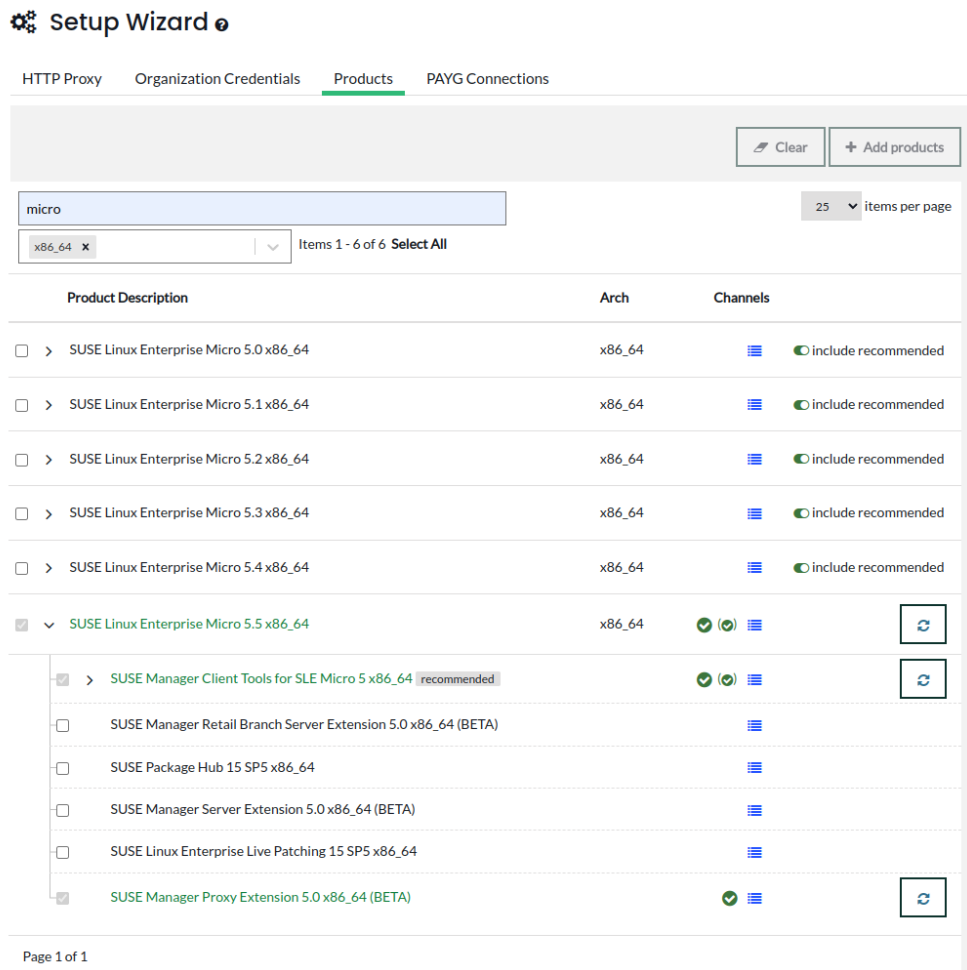 Setup Wizard
HTTP Proxy Organization Credentials Products PAYG Connections
Clear + Add products
micro
25 items per page
x86_64 × Items 1 - 6 of 6 Select All
Product Description Arch Channels
SUSE Linux Enterprise Micro 5.0 x86_64 x86_64 include recommended
SUSE Linux Enterprise Micro 5.1 x86_64 x86_64 include recommended
SUSE Linux Enterprise Micro 5.2 x86_64 x86_64 include recommended
SUSE Linux Enterprise Micro 5.3 x86_64 x86_64 include recommended
SUSE Linux Enterprise Micro 5.4 x86_64 x86_64 include recommended
SUSE Linux Enterprise Micro 5.5 x86_64 x86_64
SUSE Manager Client Tools for SLE Micro 5 x86_64 recommended
SUSE Manager Retail Branch Server Extension 5.0 x86_64 (BETA)
SUSE Package Hub 15 SP5 x86_64
SUSE Manager Server Extension 5.0 x86_64 (BETA)
SUSE Linux Enterprise Live Patching 15 SP5 x86_64
SUSE Manager Proxy Extension 5.0 x86_64 (BETA)
Page 1 of 1